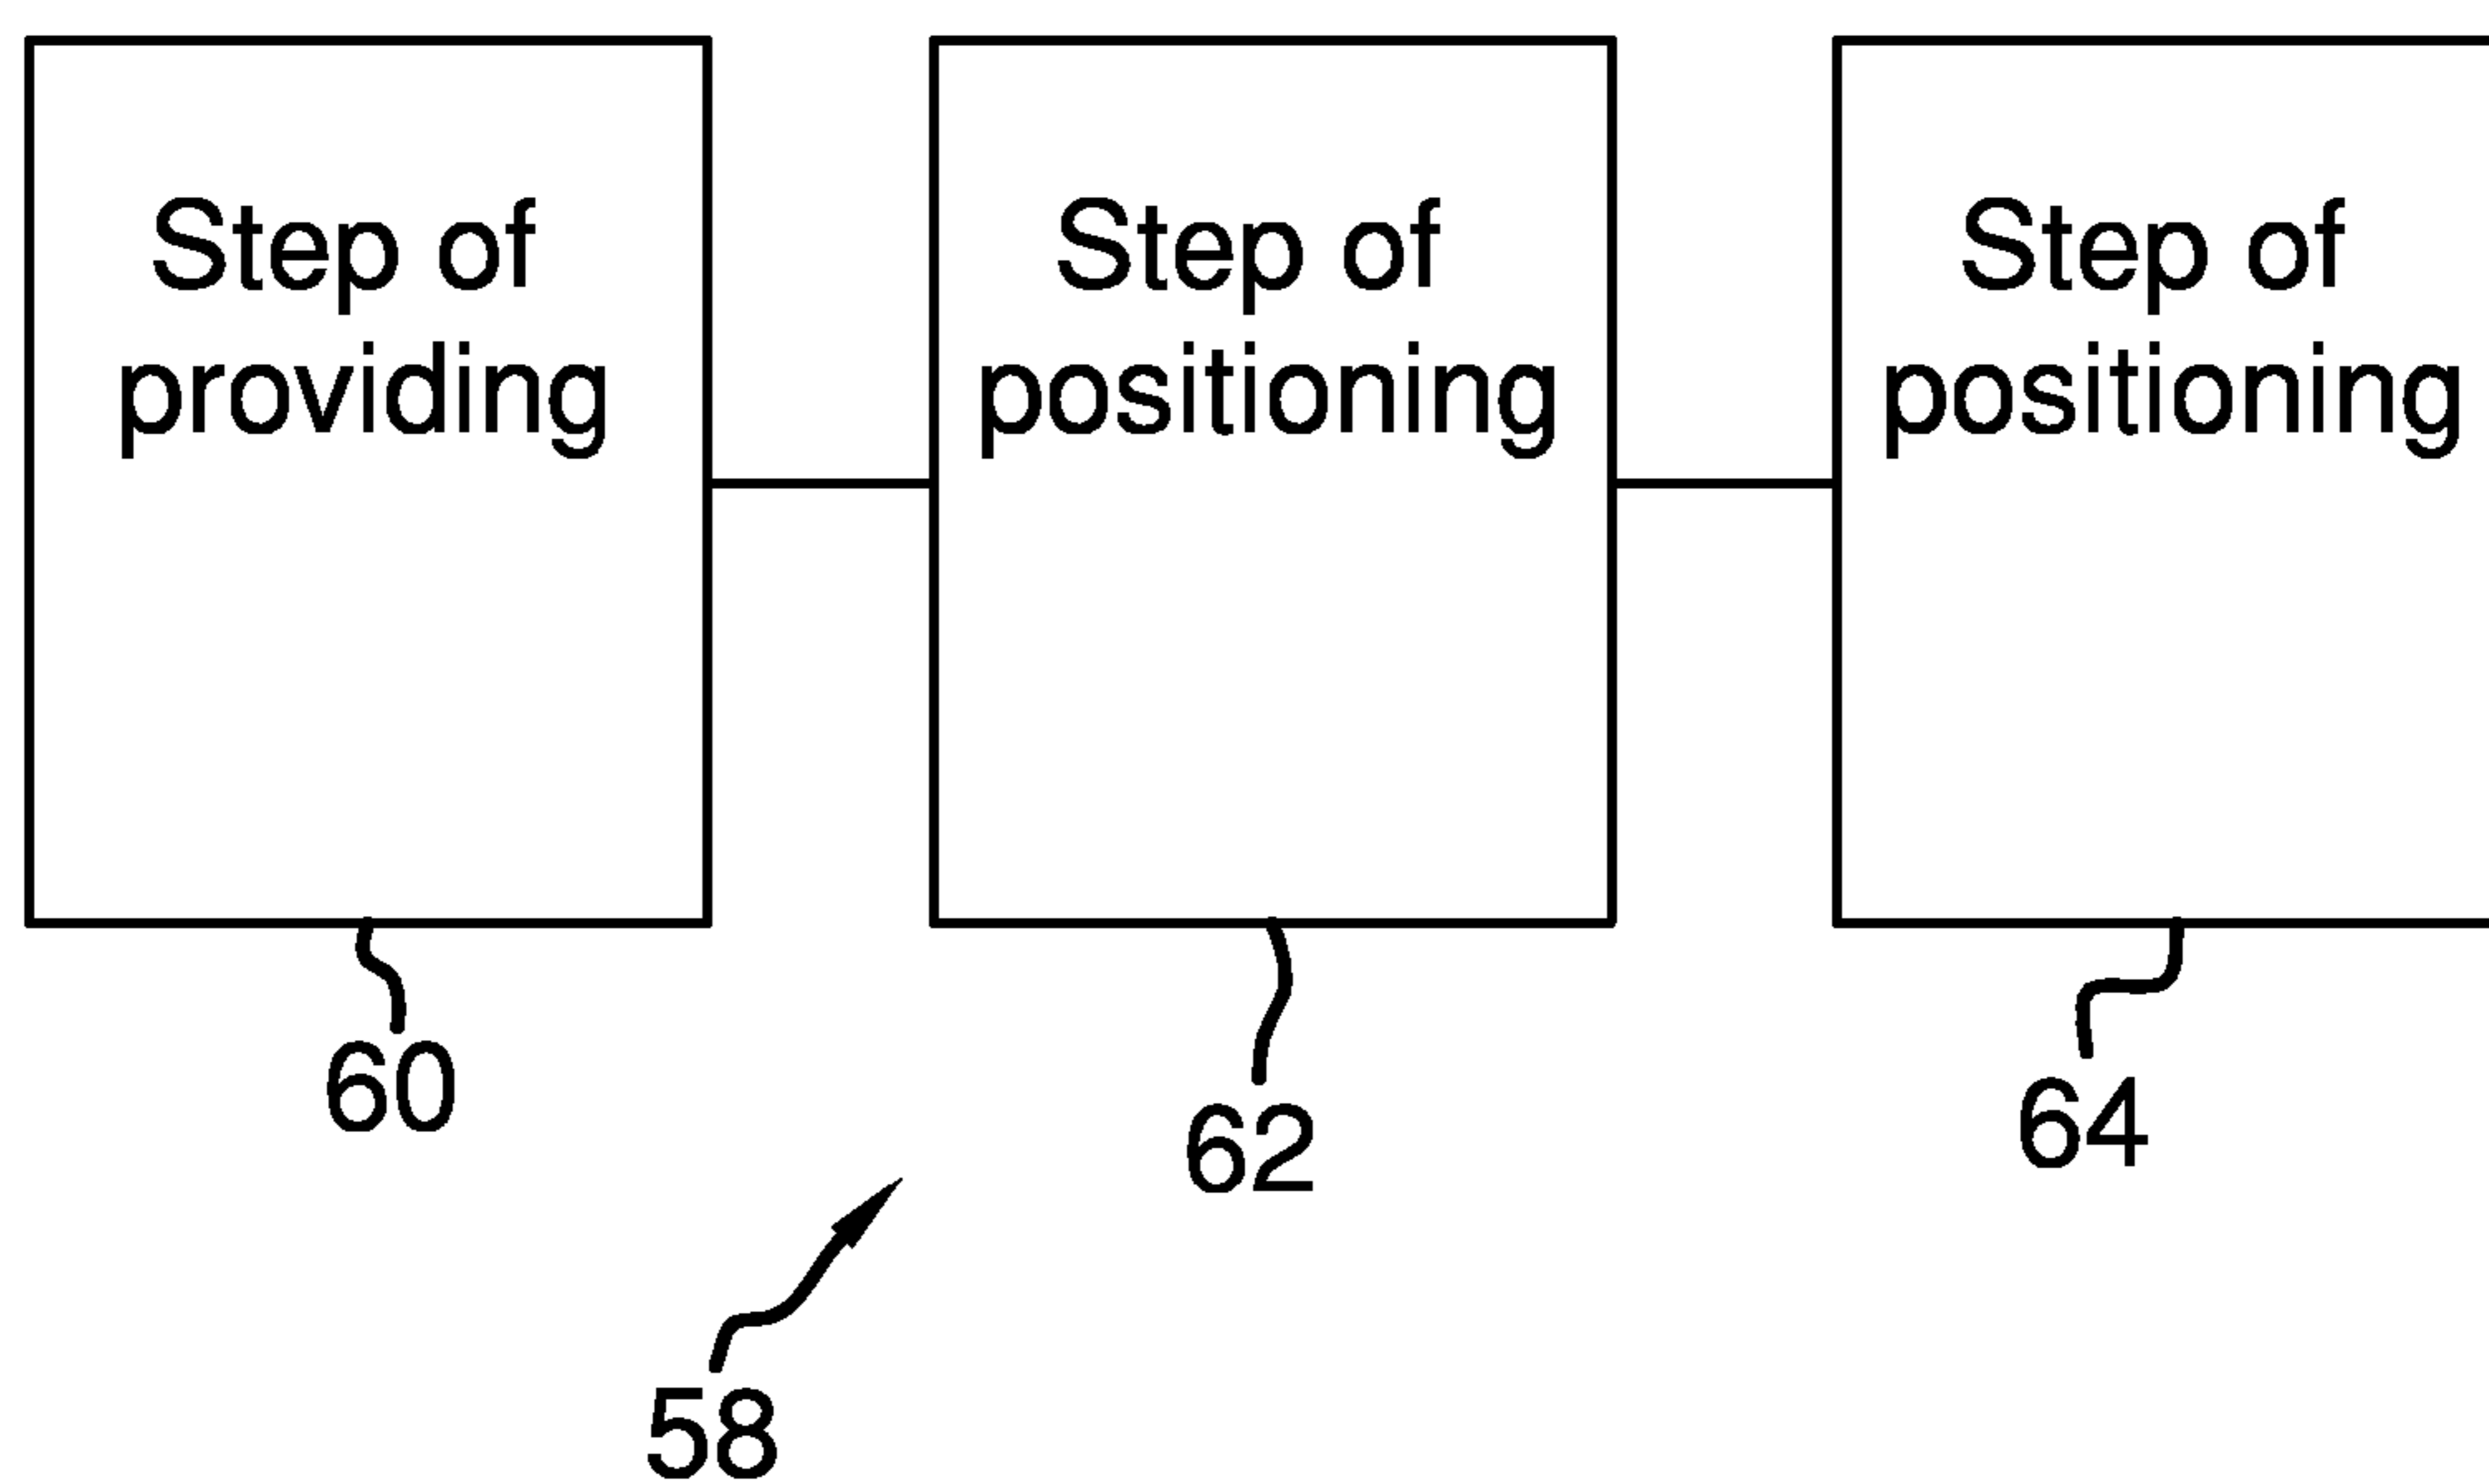 Step of
providing
Step of
positioning
Step of
positioning
60
62
64
58